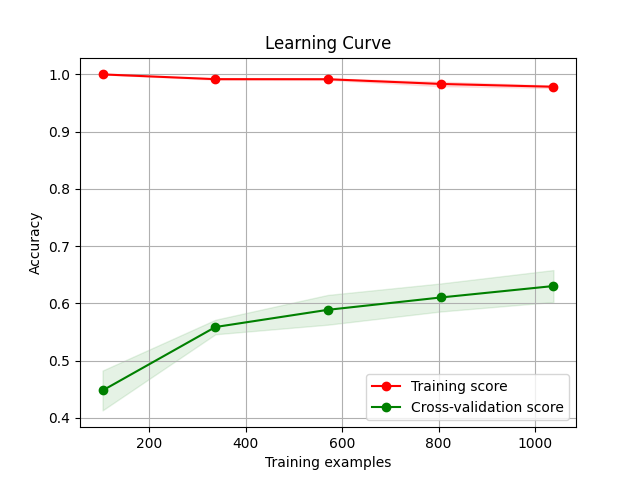 Learning Curve
1.0
0.9
0.8
0.7
0.6
0.5
0.4
Accuracy
Training score
Cross-validation score
200
400
600
800
1000
Training examples